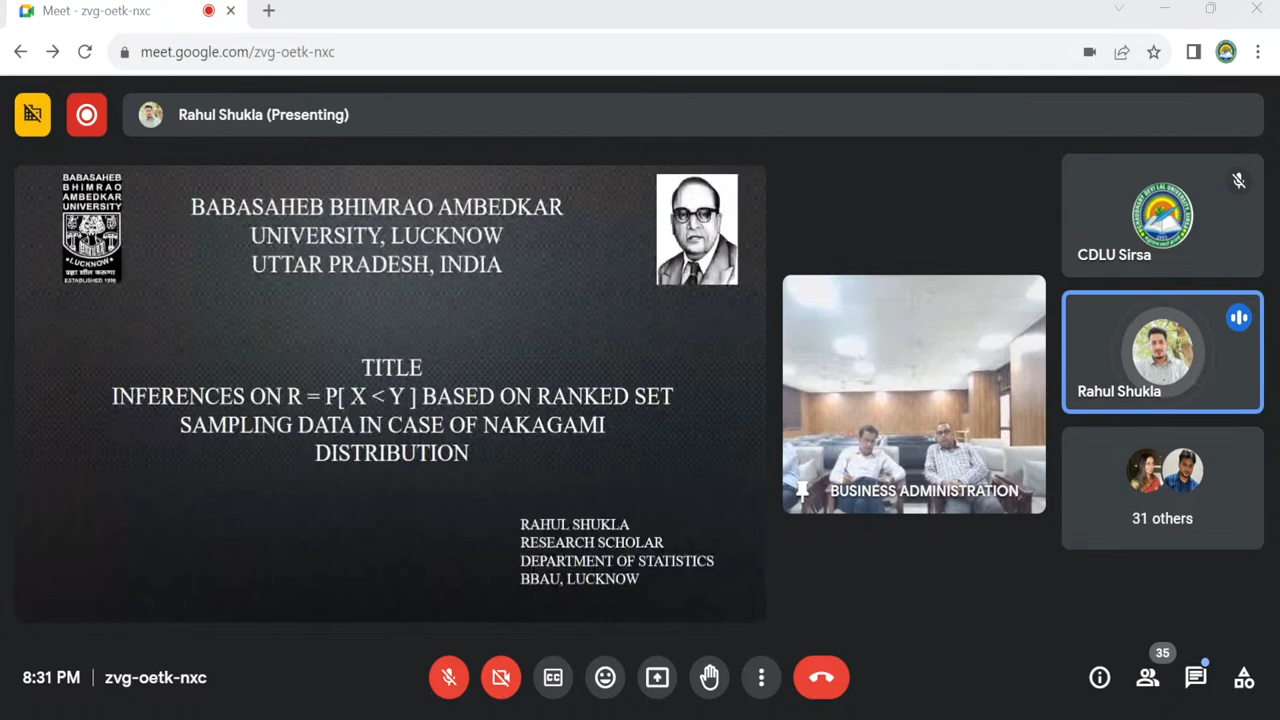 Meet - zvg-oetk-nxc
meet.google.com/zvg-oetk-nxc
Rahul Shukla (Presenting)
BABASAHEB
BHIMRAO
AMBEDKAR
UNIVERSITY
LUCKNOW
प्रज्ञा शील करूणा
ESTABLISHED 1996
BABASAHEB BHIMRAO AMBEDKAR
UNIVERSITY, LUCKNOW
UTTAR PRADESH, INDIA
TITLE
INFERENCES ON R = P[ X < Y ] BASED ON RANKED SET
SAMPLING DATA IN CASE OF NAKAGAMI
DISTRIBUTION
RAHUL SHUKLA
RESEARCH SCHOLAR
DEPARTMENT OF STATISTICS
BBAU, LUCKNOW
BUSINESS ADMINISTRATION
CDLU Sirsa
Rahul Shukla
31 others
8:31 PM | zvg-oetk-nxc
CC
35